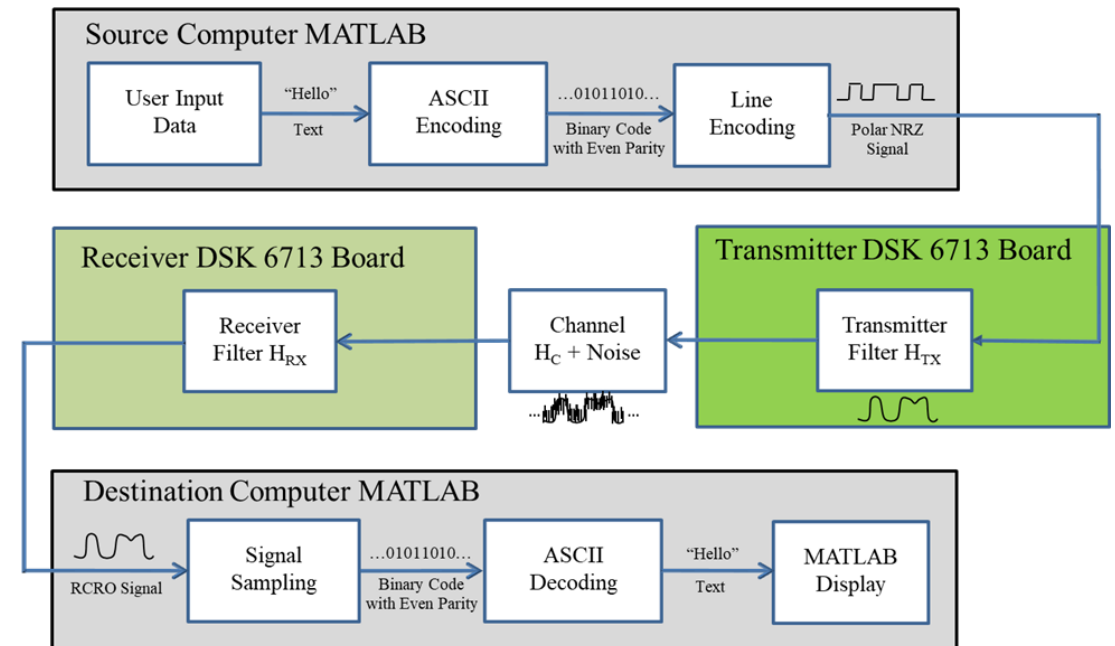 Source Computer MATLAB
User Input
Data
“Hello”
Text
ASCII
Encoding
…01011010…
Binary Code
with Even Parity
Line
Encoding
Polar NRZ
Signal
Transmitter DSK 6713 Board
Transmitter
Filter HTX
Channel
HC + Noise
... ...
Receiver DSK 6713 Board
Receiver
Filter HRX
Destination Computer MATLAB
RCRO Signal
Signal
Sampling
…01011010…
Binary Code
with Even Parity
ASCII
Decoding
“Hello”
Text
MATLAB
Display